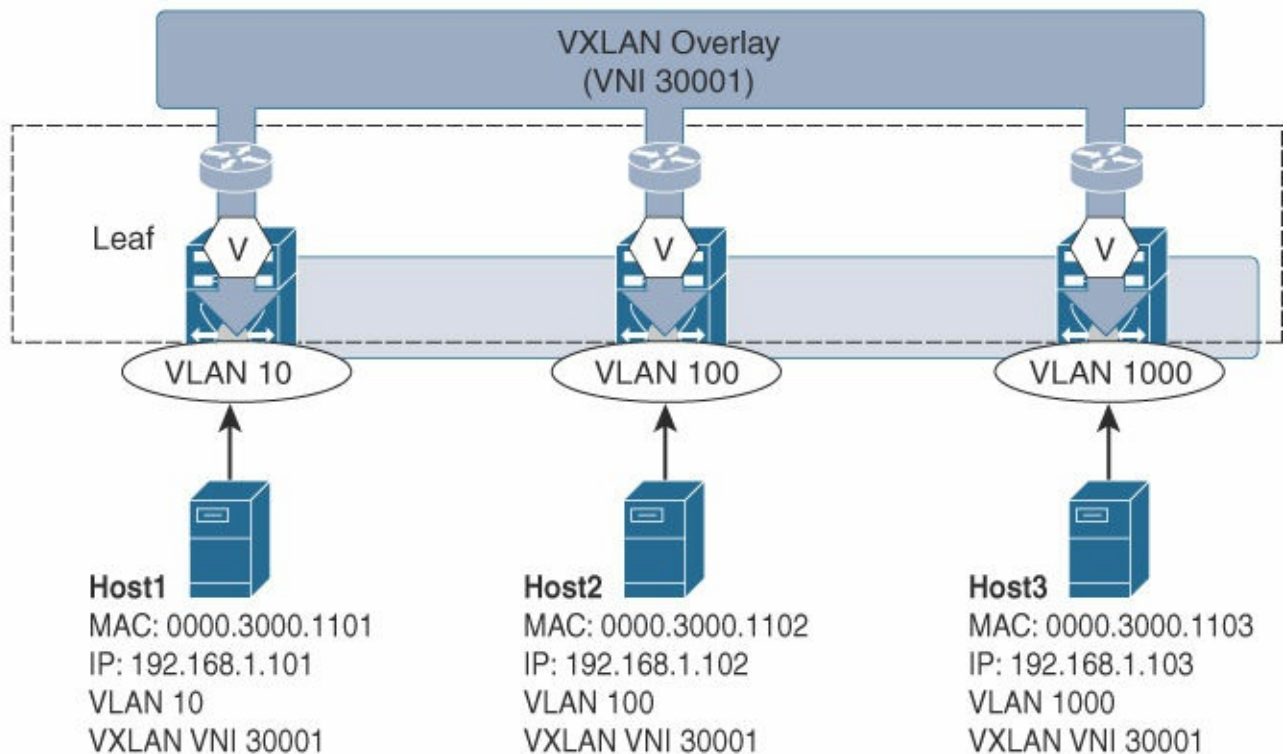 VXLAN Overlay
(VNI 30001)
Leaf
V
V
V
VLAN 10
VLAN 100
VLAN 1000
Host1
MAC: 0000.3000.1101
IP: 192.168.1.101
VLAN 10
VXLAN VNI 30001
Host2
MAC: 0000.3000.1102
IP: 192.168.1.102
VLAN 100
VXLAN VNI 30001
Host3
MAC: 0000.3000.1103
IP: 192.168.1.103
VLAN 1000
VXLAN VNI 30001